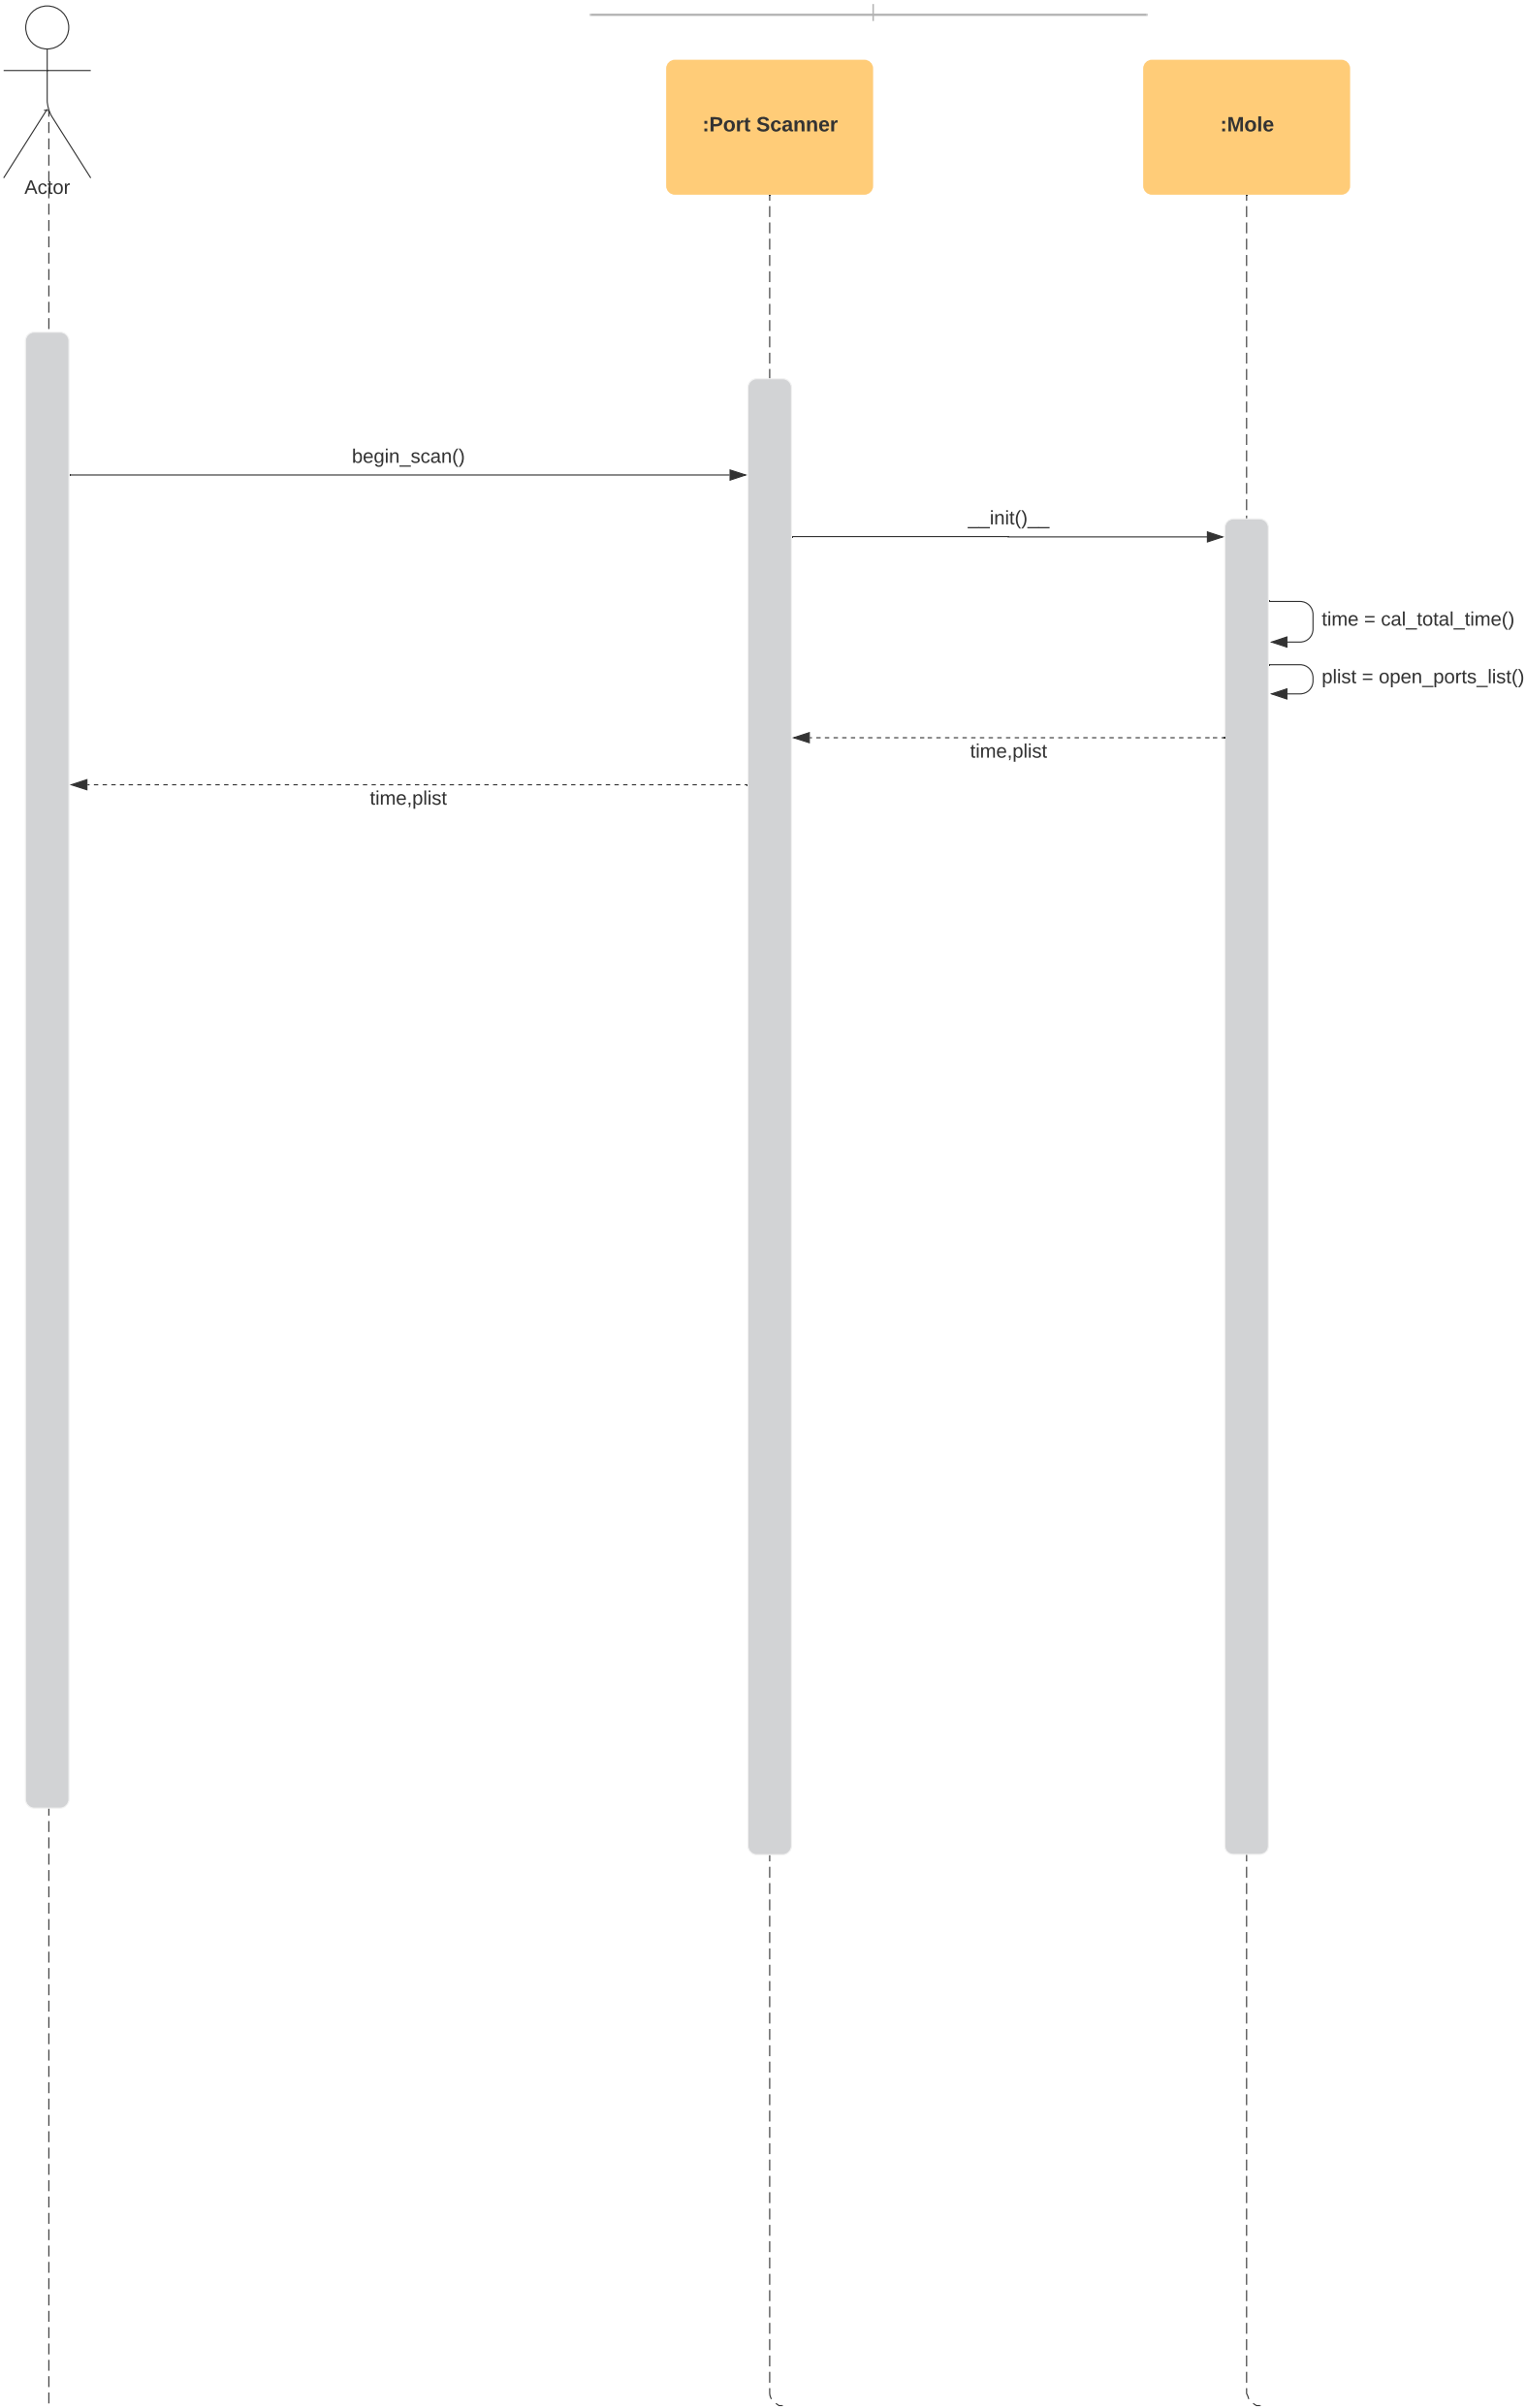 :Port Scanner
:Mole
Actor
begin_scan()
__init()__
time = cal_total_time()
plist = open_ports_list()
time,plist
time,plist